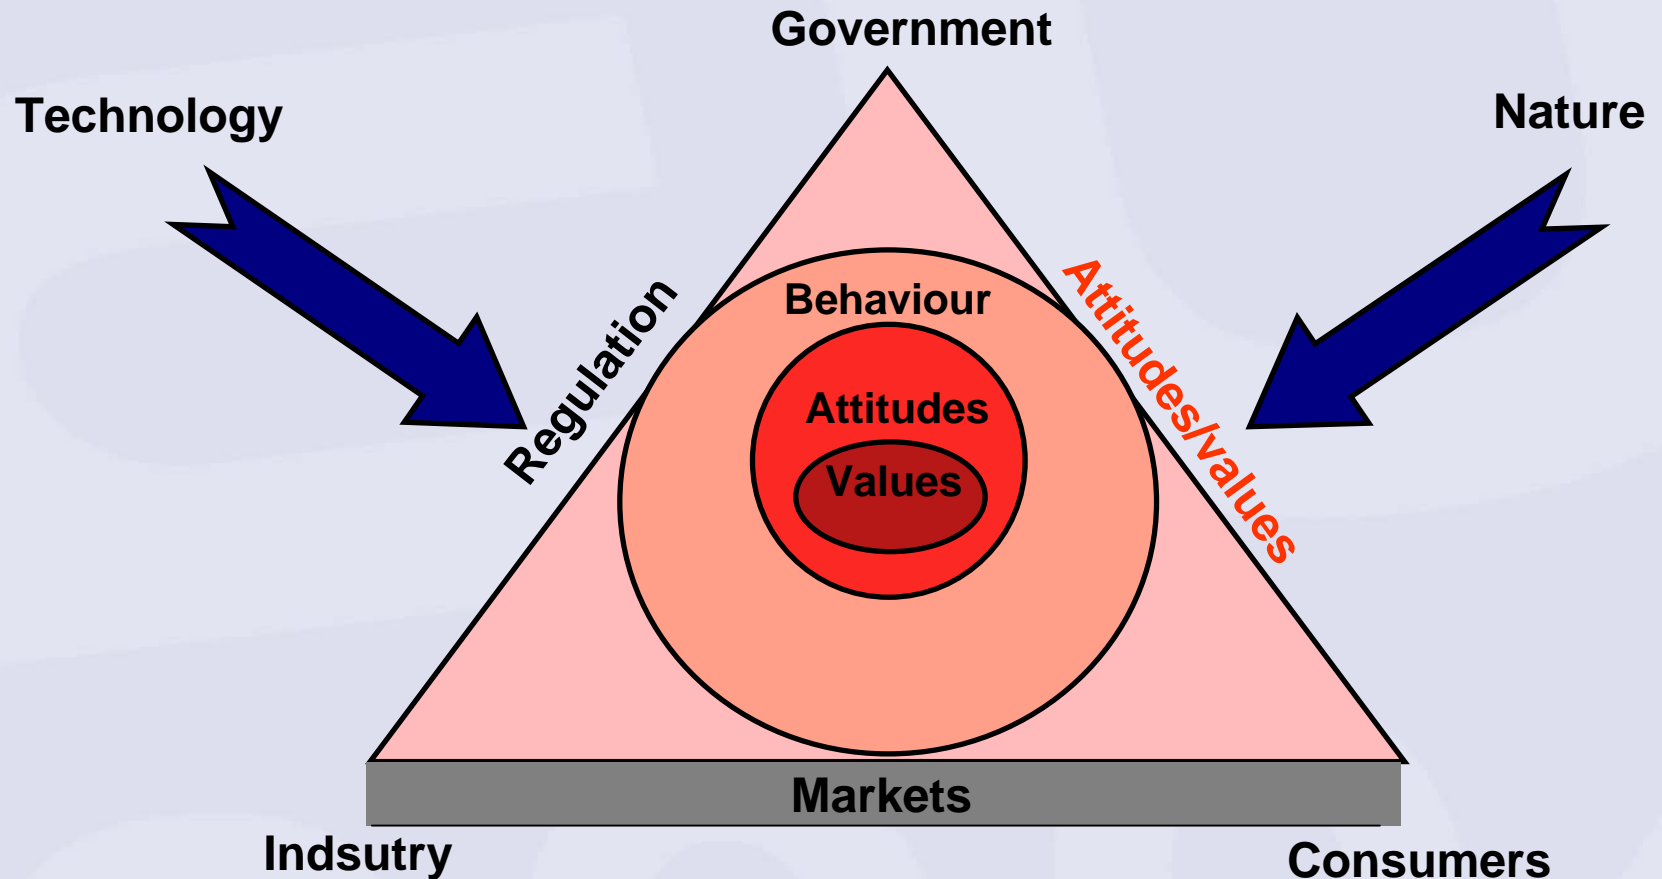 Government
Technology
Nature
Regulation
Behaviour
Attitudes/values
Attitudes
Values
Markets
Indsutry
Consumers